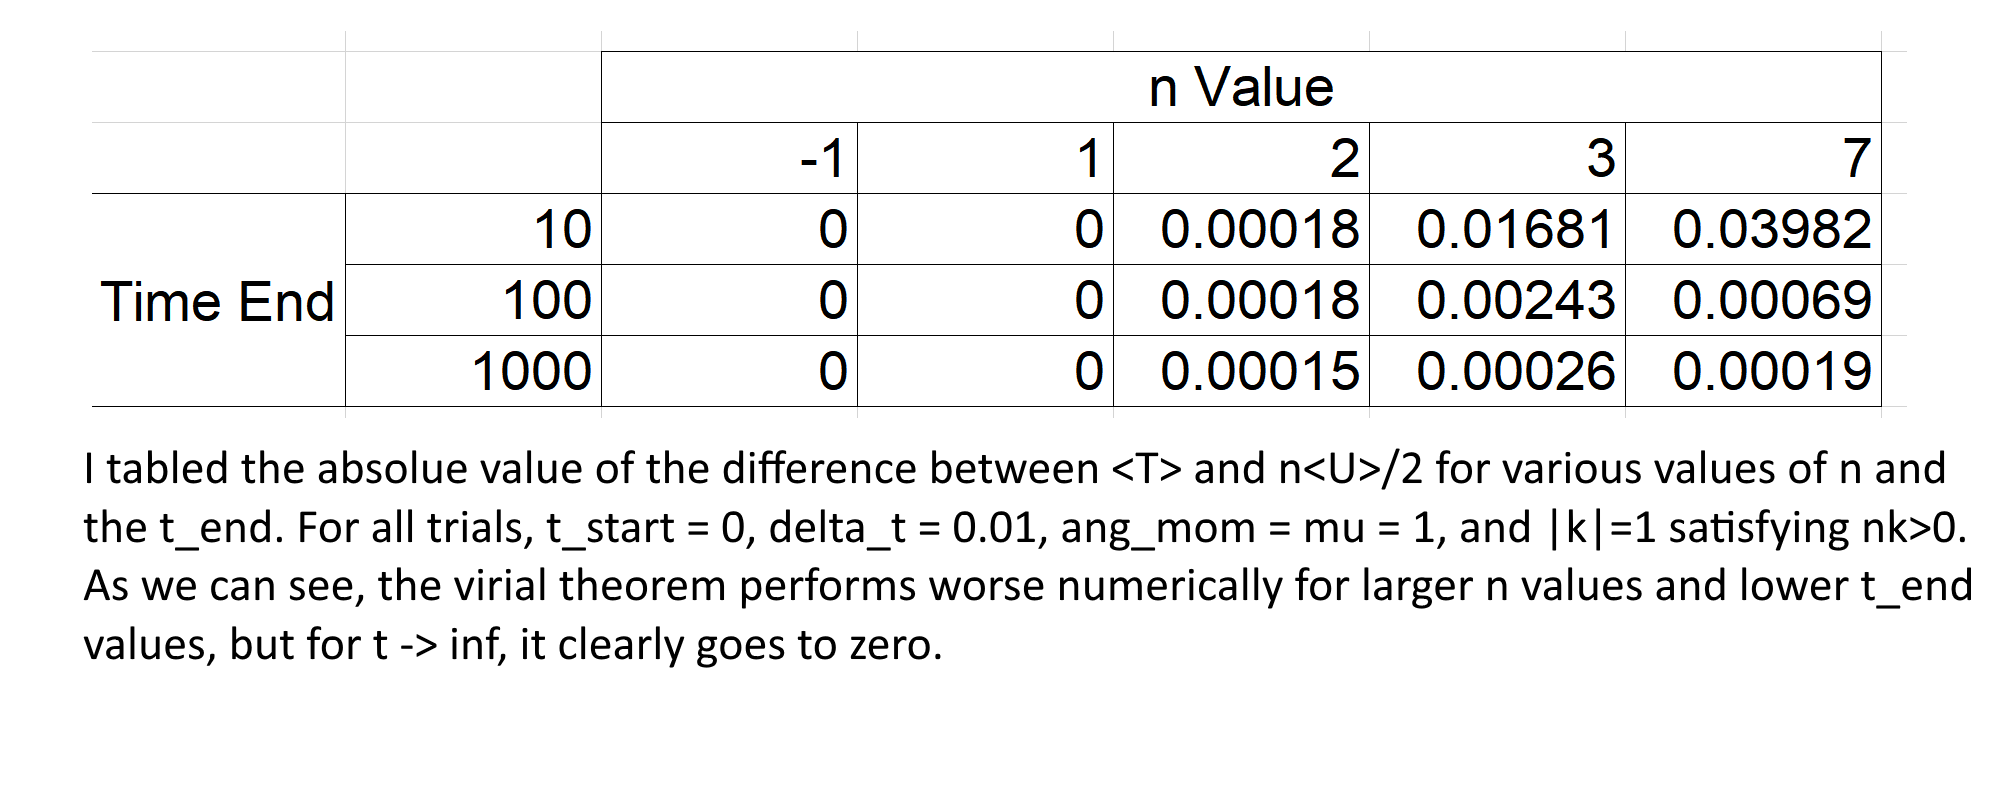 n Value
-1 1 2 3 7
10 0 0 0.00018 0.01681 0.03982
Time End 100 0 0 0.00018 0.00243 0.00069
1000 0 0 0.00015 0.00026 0.00019
I tabled the absolue value of the difference between <T> and n<U>/2 for various values of n and
the t_end. For all trials, t_start = 0, delta_t = 0.01, ang_mom = mu = 1, and |k|=1 satisfying nk>0.
As we can see, the virial theorem performs worse numerically for larger n values and lower t_end
values, but for t -> inf, it clearly goes to zero.